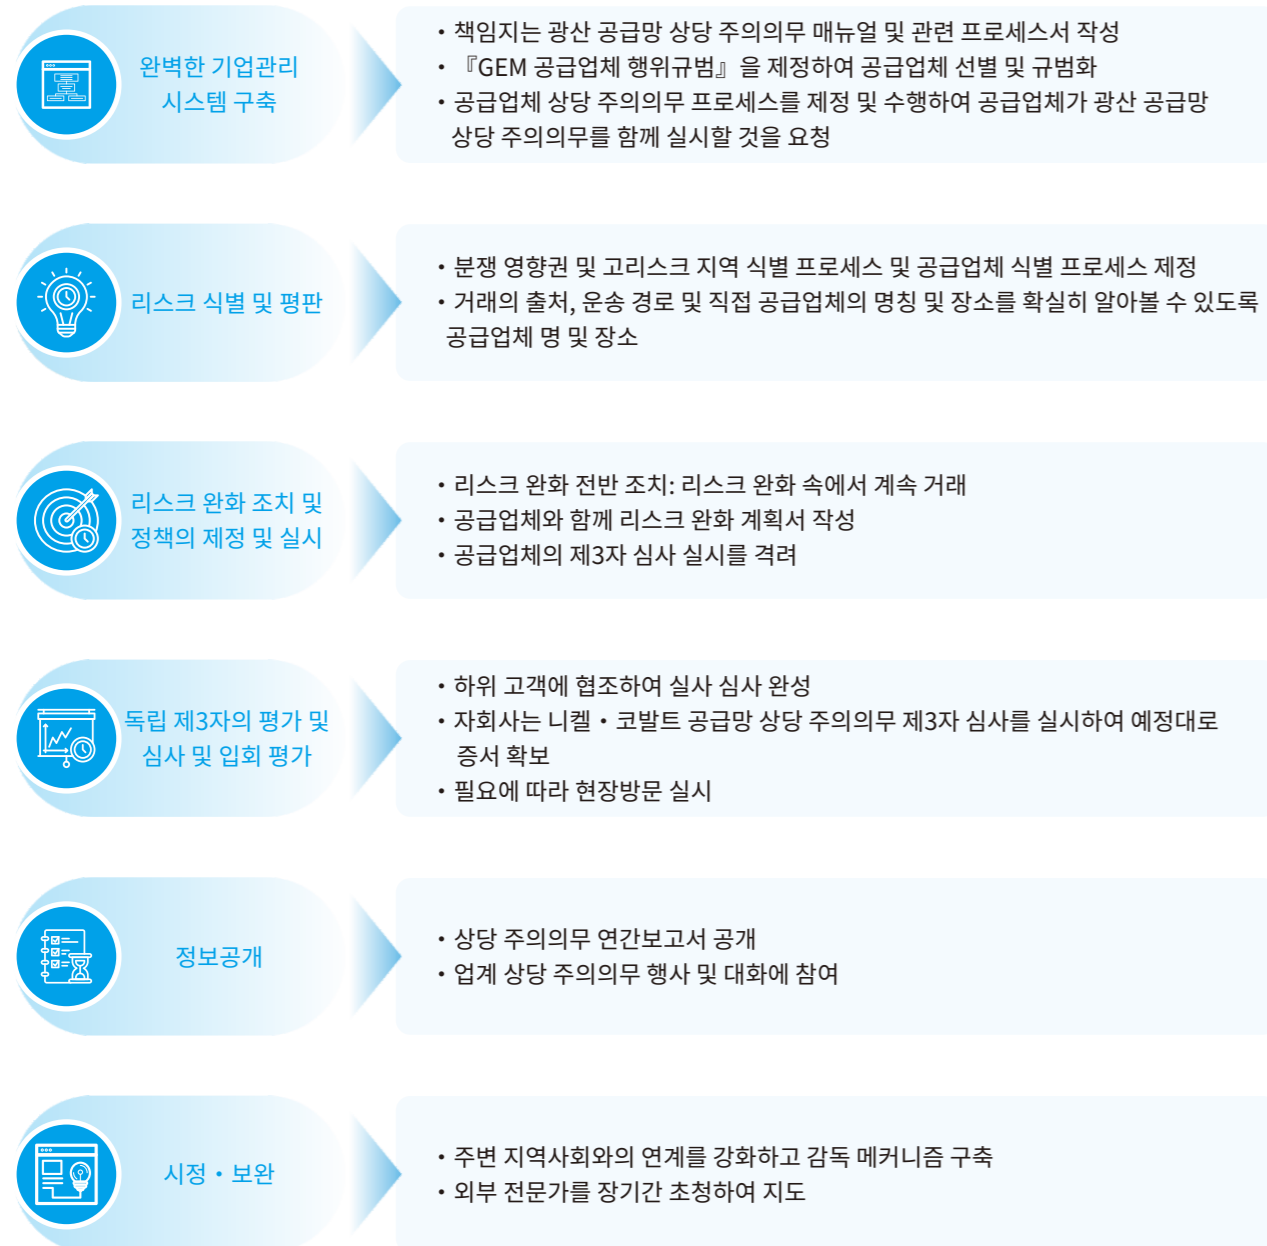 완벽한 기업관리
시스템 구축
・책임지는 광산 공급망 상당 주의의무 매뉴얼 및 관련 프로세스서 작성
・『GEM 공급업체 행위규범』을 제정하여 공급업체 선별 및 규범화
・공급업체 상당 주의의무 프로세스를 제정 및 수행하여 공급업체가 광산 공급망
상당 주의의무를 함께 실시할 것을 요청
리스크 식별 및 평판
・분쟁 영향권 및 고리스크 지역 식별 프로세스 및 공급업체 식별 프로세스 제정
・거래의 출처, 운송 경로 및 직접 공급업체의 명칭 및 장소를 확실히 알아볼 수 있도록
공급업체 명 및 장소
리스크 완화 조치 및
정책의 제정 및 실시
・리스크 완화 전반 조치: 리스크 완화 속에서 계속 거래
・공급업체와 함께 리스크 완화 계획서 작성
・공급업체의 제3자 심사 실시를 격려
독립 제3자의 평가 및
심사 및 입회 평가
・하위 고객에 협조하여 실사 심사 완성
・자회사는 니켈・코발트 공급망 상당 주의의무 제3자 심사를 실시하여 예정대로
증서 확보
・필요에 따라 현장방문 실시
정보공개
・상당 주의의무 연간보고서 공개
・업계 상당 주의의무 행사 및 대화에 참여
시정・보완
・주변 지역사회와의 연계를 강화하고 감독 메커니즘 구축
・외부 전문가를 장기간 초청하여 지도